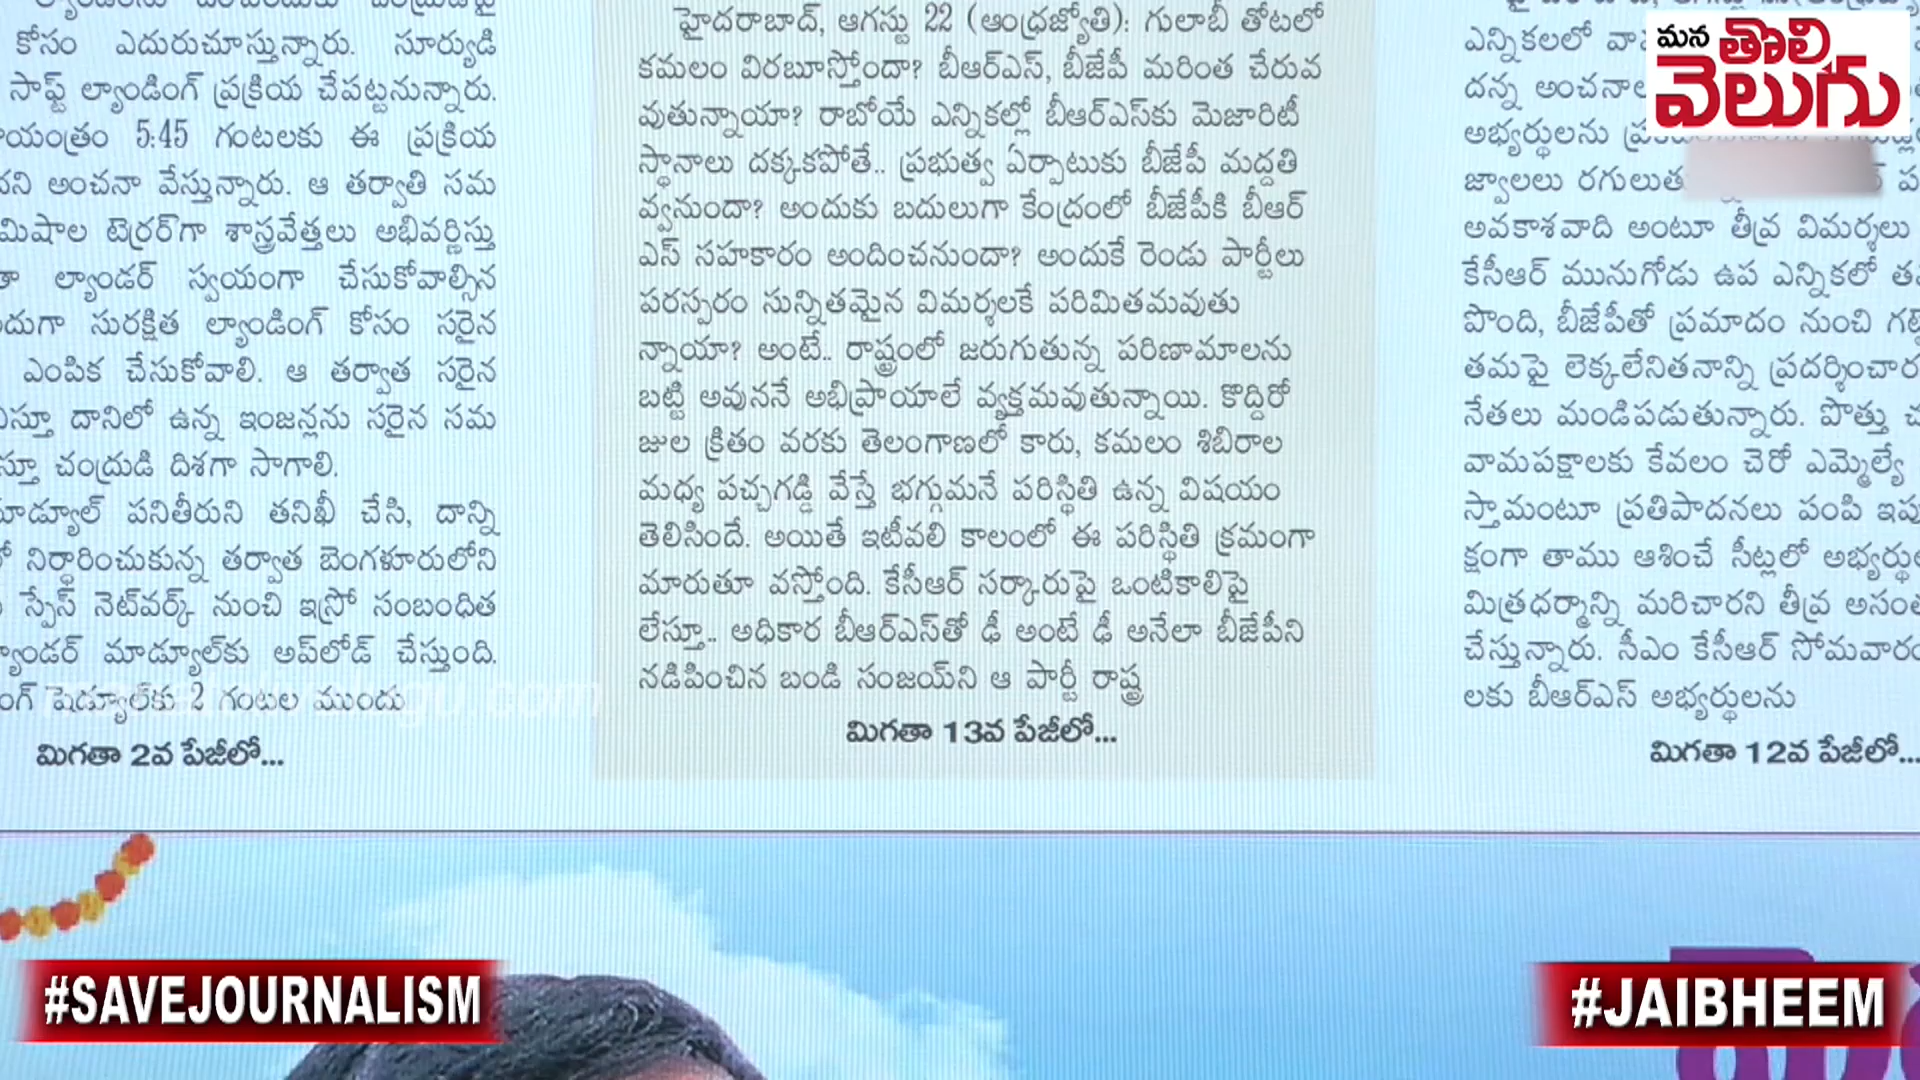 కోసం ఎదురుచూస్తున్నారు. సూర్యుడి
సాఫ్ట్ ల్యాండింగ్ ప్రక్రియ చేపట్టనున్నారు.
5:45 గంటలకు ఈ ప్రక్రియ
అంచనా వేస్తున్నారు. ఆ తర్వాతి సమ
టెర్రర్‌గా శాస్త్రవేత్తలు అభివర్ణిస్తు
ల్యాండర్ స్వయంగా చేసుకోవాల్సిన
సురక్షిత ల్యాండింగ్ కోసం సరైన
ఎంపిక చేసుకోవాలి. ఆ తర్వాత సరైన
దానిలో ఉన్న ఇంజన్లను సరైన సమ
చంద్రుడి దిశగా సాగాలి.
పనితీరుని తనిఖీ చేసి, దాన్ని
నిర్ధారించుకున్న తర్వాత బెంగళూరులోని
స్పేస్ నెట్‌వర్క్ నుంచి ఇస్రో సంబంధిత
మాడ్యూల్‌కు అప్‌లోడ్ చేస్తుంది.
షెడ్యూల్‌కు 2 గంటల ముందు
మిగతా 2వ పేజీలో...
హైదరాబాద్, ఆగస్టు 22 (ఆంధ్రజ్యోతి): గులాబీ తోటలో
కమలం విరబూస్తోందా? బీఆర్ఎస్, బీజేపీ మరింత చేరువ
వుతున్నాయా? రాబోయే ఎన్నికల్లో బీఆర్ఎస్‌కు మెజారిటీ
స్థానాలు దక్కకపోతే.. ప్రభుత్వ ఏర్పాటుకు బీజేపీ మద్దతి
వ్వనుందా? అందుకు బదులుగా కేంద్రంలో బీజేపీకి బీఆర్
ఎస్ సహకారం అందించనుందా? అందుకే రెండు పార్టీలు
పరస్పరం సున్నితమైన విమర్శలకే పరిమితమవుతు
న్నాయా? అంటే.. రాష్ట్రంలో జరుగుతున్న పరిణామాలను
బట్టి అవుననే అభిప్రాయాలే వ్యక్తమవుతున్నాయి. కొద్దిరో
జుల క్రితం వరకు తెలంగాణలో కారు, కమలం శిబిరాల
మధ్య పచ్చగడ్డి వేస్తే భగ్గుమనే పరిస్థితి ఉన్న విషయం
తెలిసిందే. అయితే ఇటీవలి కాలంలో ఈ పరిస్థితి క్రమంగా
మారుతూ వస్తోంది. కేసీఆర్ సర్కారుపై ఒంటికాలిపై
లేస్తూ.. అధికార బీఆర్ఎస్‌తో ఢీ అంటే ఢీ అనేలా బీజేపీని
నడిపించిన బండి సంజయ్‌ని ఆ పార్టీ రాష్ట్ర
మిగతా 13వ పేజీలో...
ఎన్నికలలో
దన్న
అభ్యర్థులను
జ్వాలలు
అవకాశవాది అంటూ తీవ్ర విమర్శలు
కేసీఆర్ మునుగోడు ఉప ఎన్నికలో
పొంది, బీజేపీతో ప్రమాదం నుంచి
తమపై లెక్కలేనితనాన్ని
నేతలు మండిపడుతున్నారు. పొత్తు
వామపక్షాలకు కేవలం చెరో ఎమ్మెల్యే
స్తామంటూ ప్రతిపాదనలు పంపి
క్షంగా తాము ఆశించే సీట్లలో
మిత్రధర్మాన్ని మరిచారని తీవ్ర
చేస్తున్నారు. సీఎం కేసీఆర్
లకు బీఆర్ఎస్ అభ్యర్థులను
మిగతా 12వ పేజీలో...
మన
తొలి
వెలుగు
#SAVEJOURNALISM
#JAIBHEEM